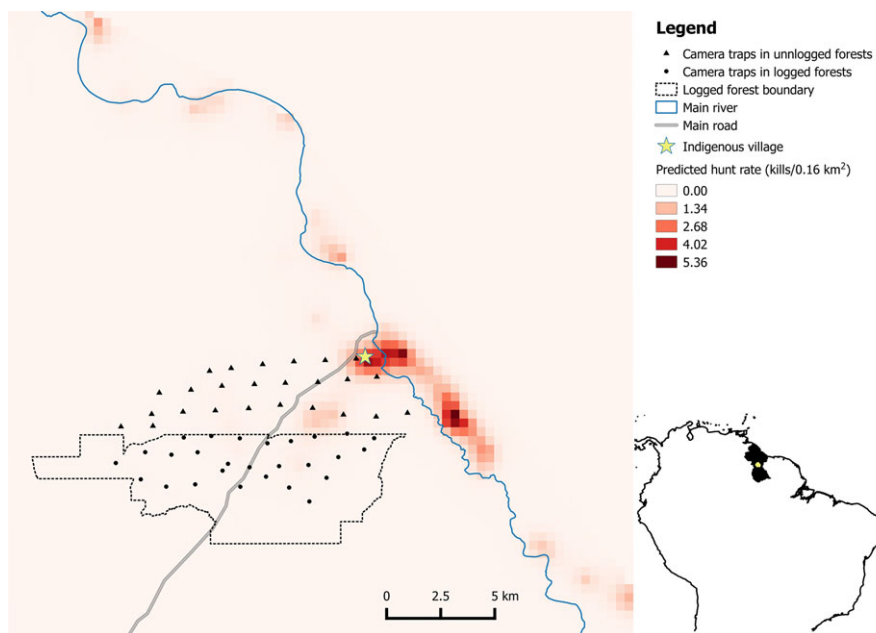 Legend
Camera traps in unnlogged forests
Camera traps in logged forests
Logged forest boundary
Main river
Main road
Indigenous village
Predicted hunt rate (kills/0.16 km²)
0.00
1.34
2.68
4.02
5.36
0 2.5 5 km